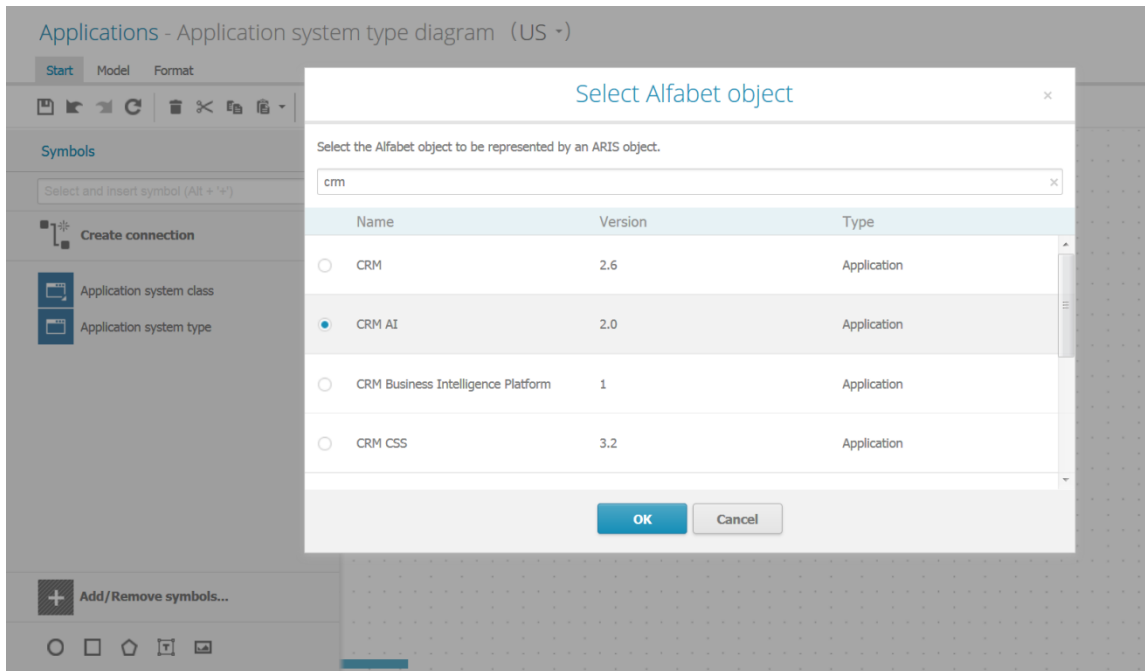 Applications - Application system type diagram (US ▾)
Start Model Format
Select Alfabet object
Symbols
Select the Alfabet object to be represented by an ARIS object.
Select and insert symbol (Alt + '+')
crm
Name Version Type
Create connection
CRM 2.6 Application
Application system class
Application system type
CRM AI 2.0 Application
CRM Business Intelligence Platform 1 Application
CRM CSS 3.2 Application
OK Cancel
Add/Remove symbols...